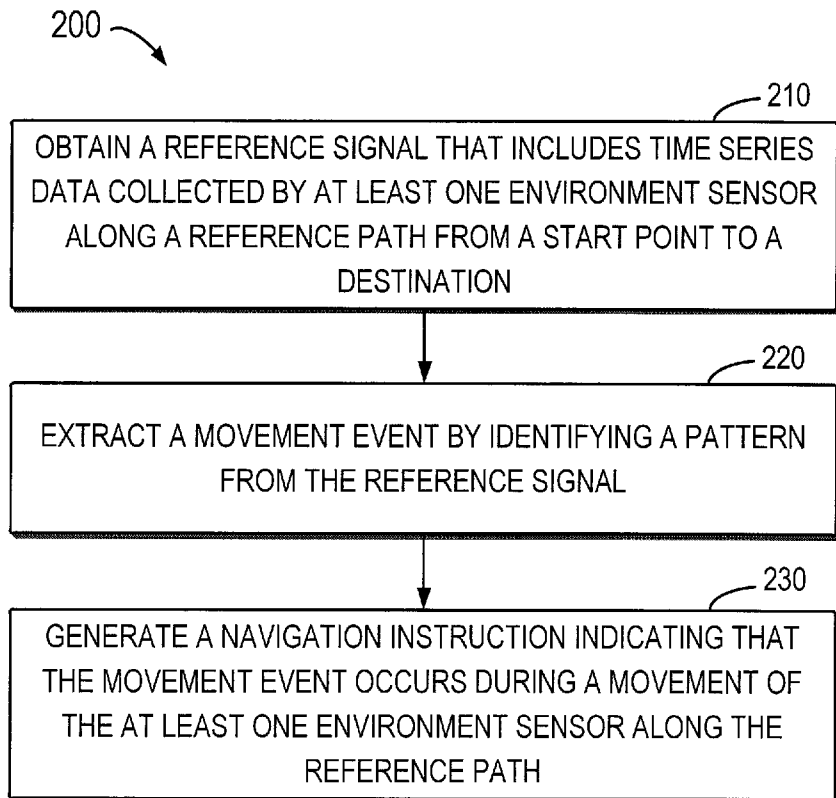 200
210
OBTAIN A REFERENCE SIGNAL THAT INCLUDES TIME SERIES
DATA COLLECTED BY AT LEAST ONE ENVIRONMENT SENSOR
ALONG A REFERENCE PATH FROM A START POINT TO A
DESTINATION
220
EXTRACT A MOVEMENT EVENT BY IDENTIFYING A PATTERN
FROM THE REFERENCE SIGNAL
230
GENERATE A NAVIGATION INSTRUCTION INDICATING THAT
THE MOVEMENT EVENT OCCURS DURING A MOVEMENT OF
THE AT LEAST ONE ENVIRONMENT SENSOR ALONG THE
REFERENCE PATH